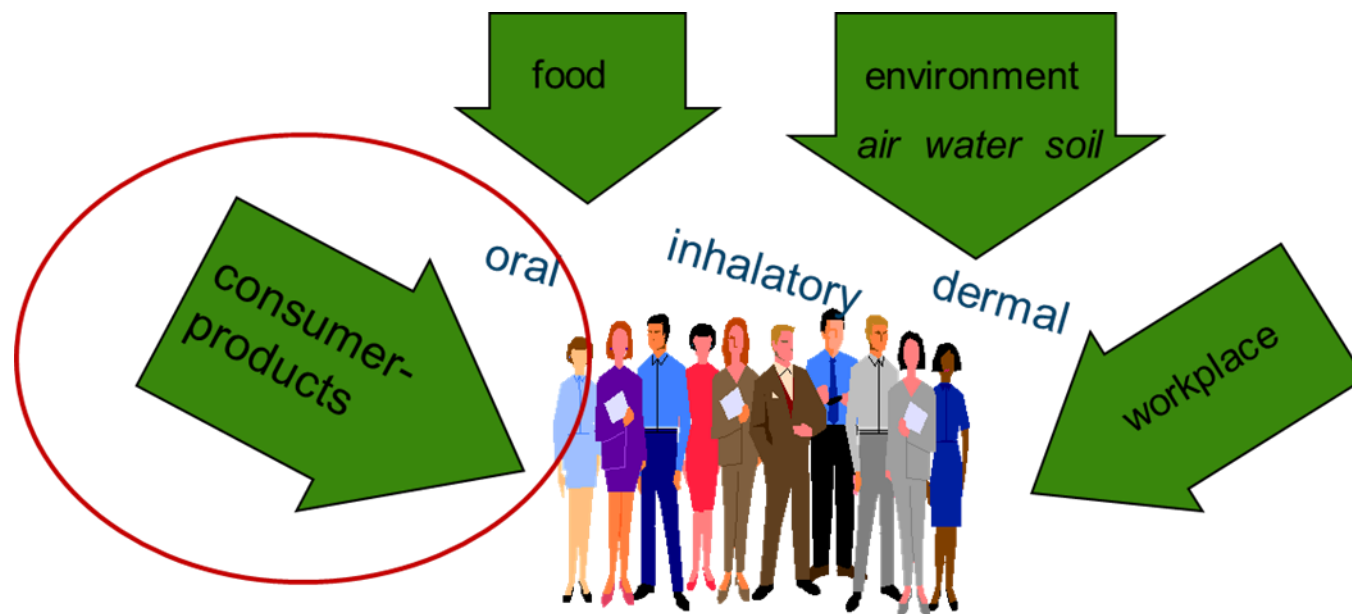 food
environment
air water soil
oral
inhalatory
dermal
consumer-
products
workplace